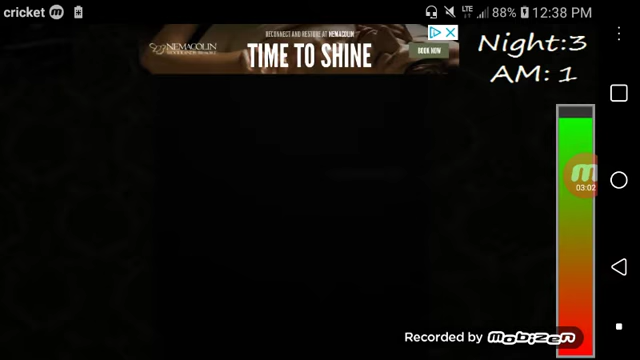 cricket
LTE
88%
12:38 PM
RECONNECT AND RESTORE AT NEMACOLIN
NEMACOLIN
TIME TO SHINE
BOOK NOW
Night:3
AM: 1
03:02
Recorded by mobizen